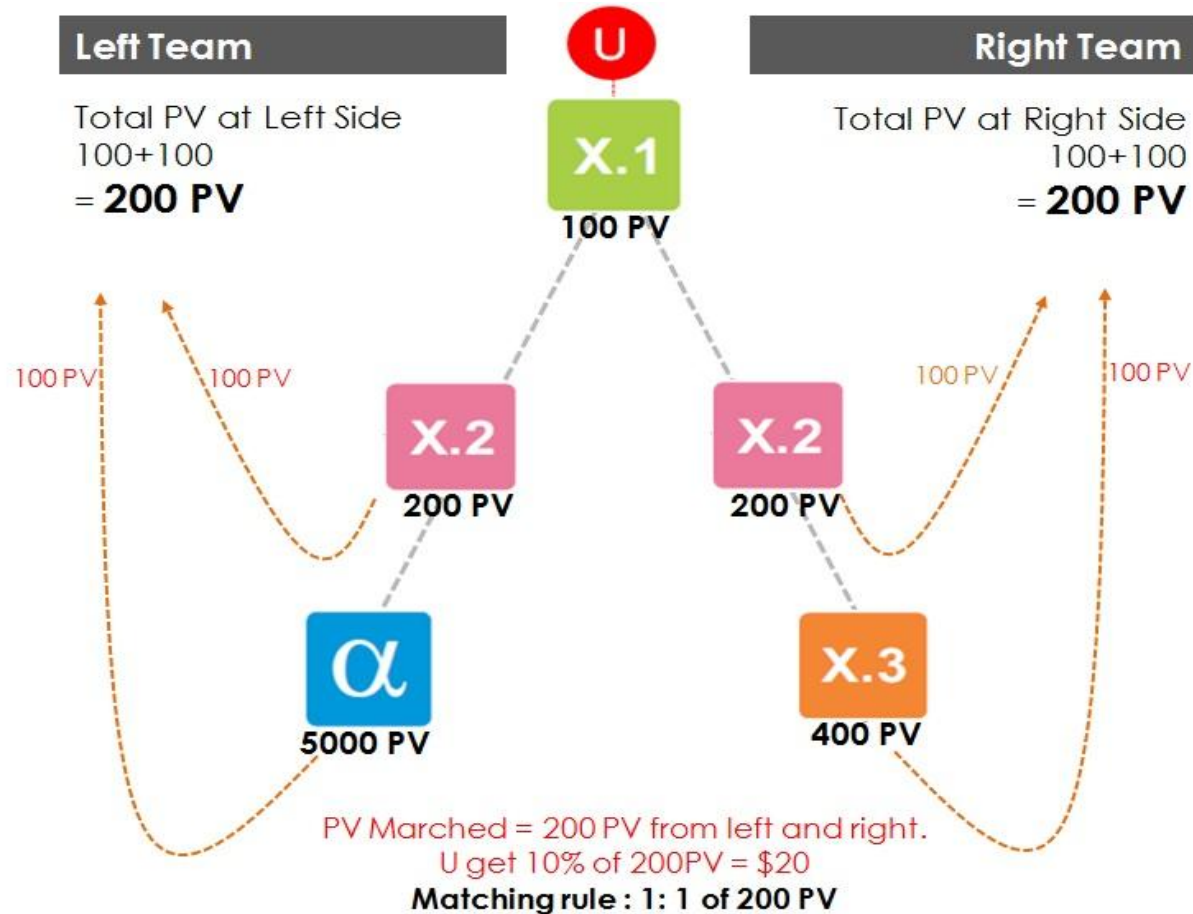 Left Team
U
Right Team
Total PV at Left Side
100+100
= 200 PV
Total PV at Right Side
100+100
= 200 PV
X.1
100 PV
100 PV
100 PV
100 PV
100 PV
X.2
200 PV
X.2
200 PV
α
5000 PV
X.3
400 PV
PV Marched = 200 PV from left and right.
U get 10% of 200PV = $20
Matching rule : 1: 1 of 200 PV